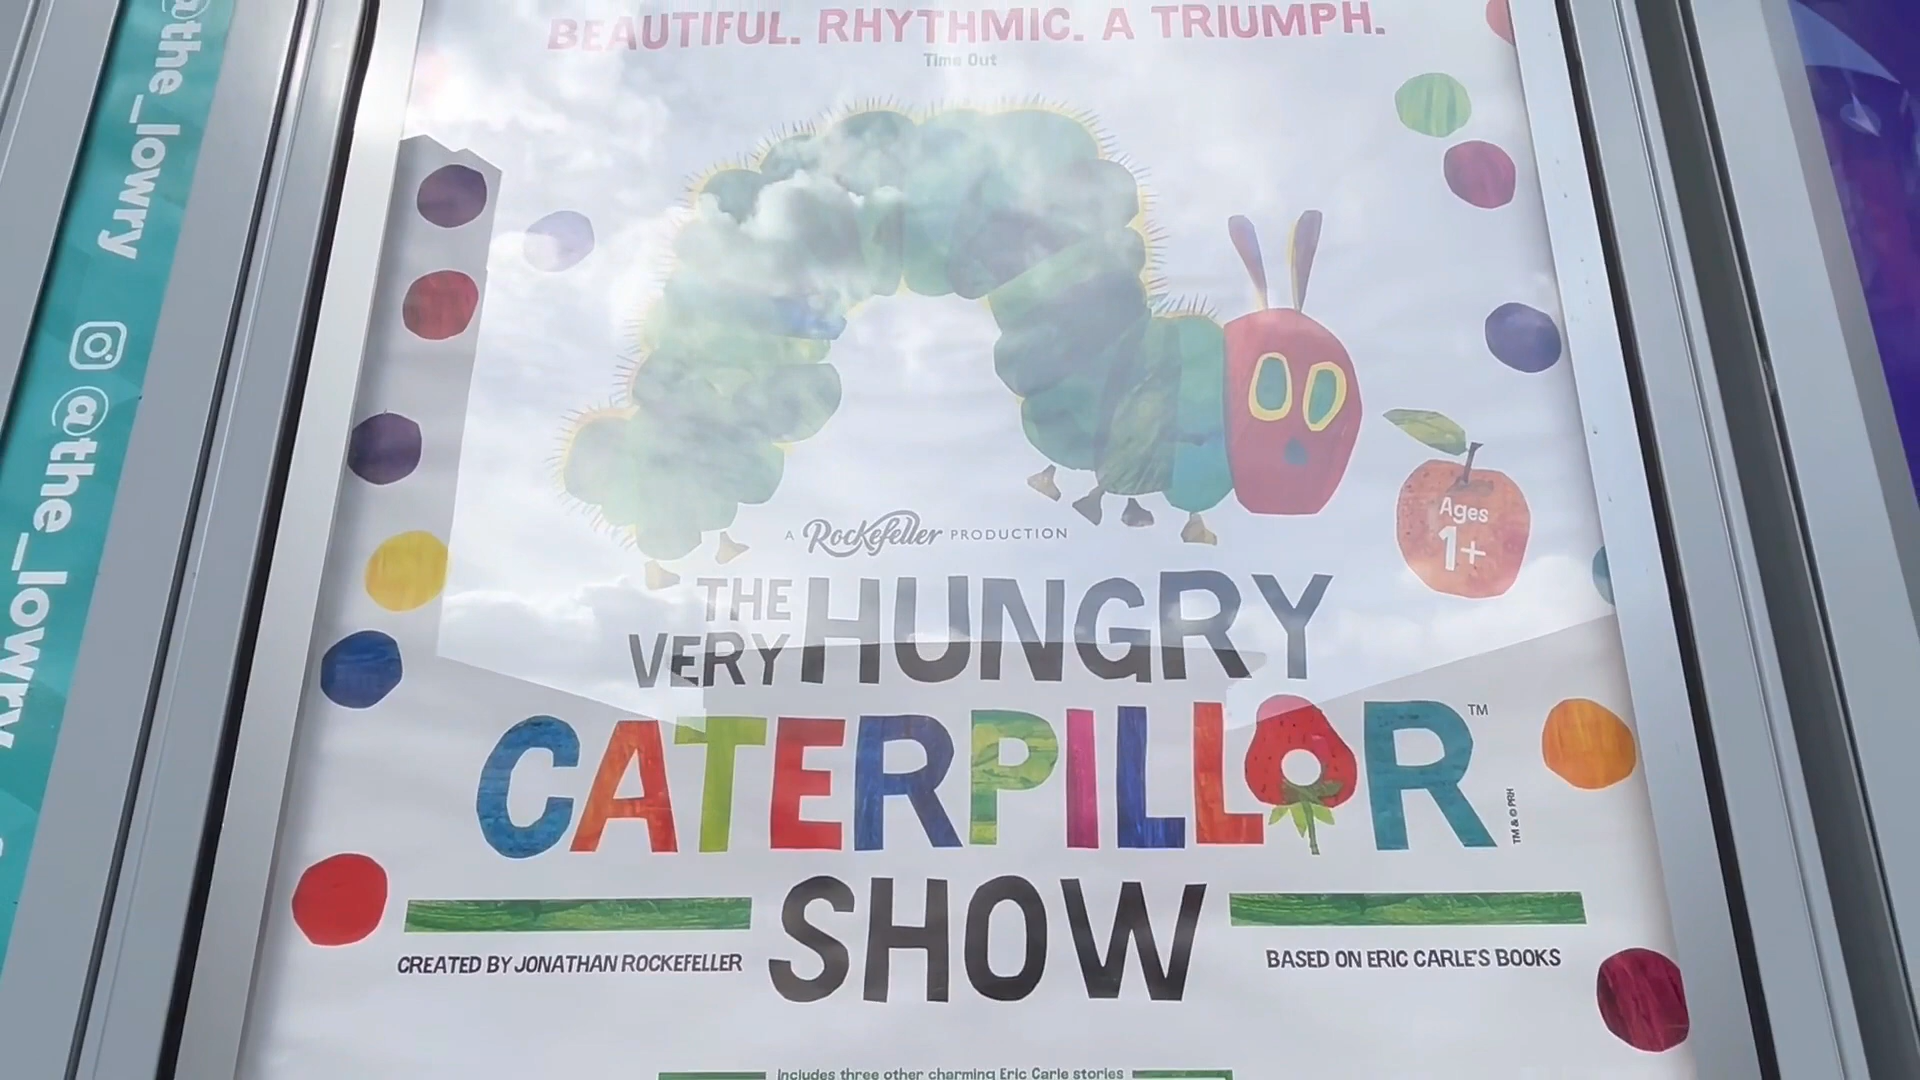 BEAUTIFUL. RHYTHMIC. A TRIUMPH.
Time Out
@the_lowry
@the_lowry
Ages
1+
A Rockefeller PRODUCTION
THE VERY HUNGRY
CATERPILLAR™
TM & © PRH
SHOW
CREATED BY JONATHAN ROCKEFELLER
BASED ON ERIC CARLE'S BOOKS
Includes three other charming Eric Carle stories